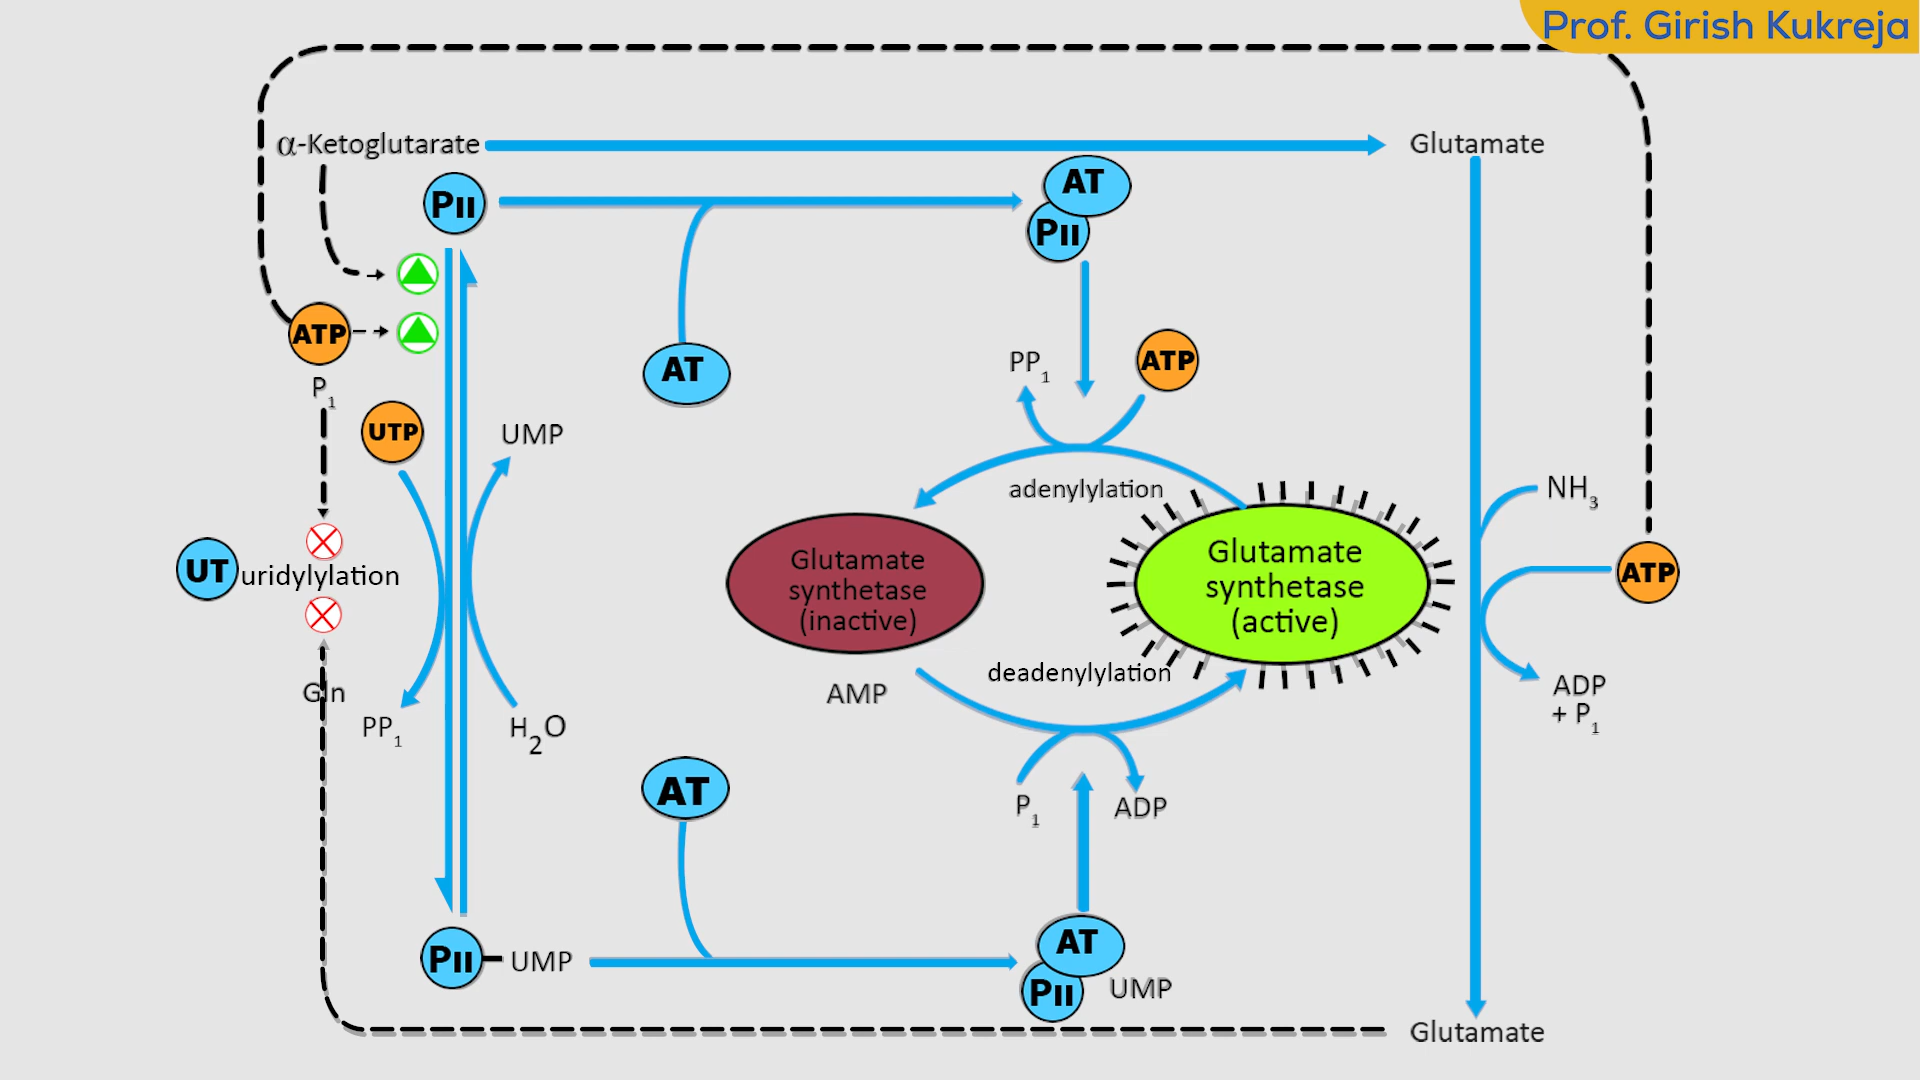 Prof. Girish Kukreja
α-Ketoglutarate
Glutamate
PII
AT
PII
ATP
P1
AT
PP1
ATP
UTP
UMP
adenylylation
NH3
UT
uridylylation
Glutamate
synthetase
(inactive)
Glutamate
synthetase
(active)
ATP
Gln
PP1
H2O
AMP
deadenylylation
ADP
+ P1
AT
P1
ADP
PII
UMP
AT
PII
UMP
Glutamate